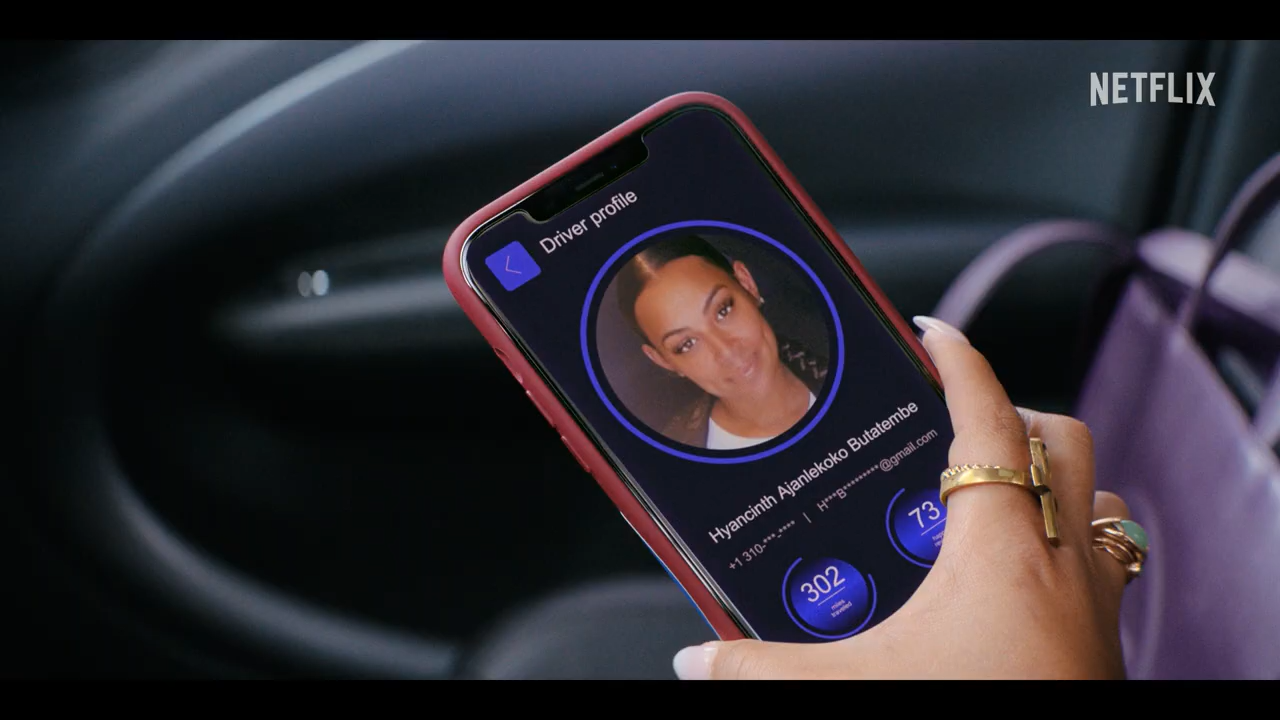 NETFLIX
Driver profile
Hyancinth Ajanlekoko Butatembe
+1 310-***-**** | H***B*********@gmail.com
73
302
miles
traveled